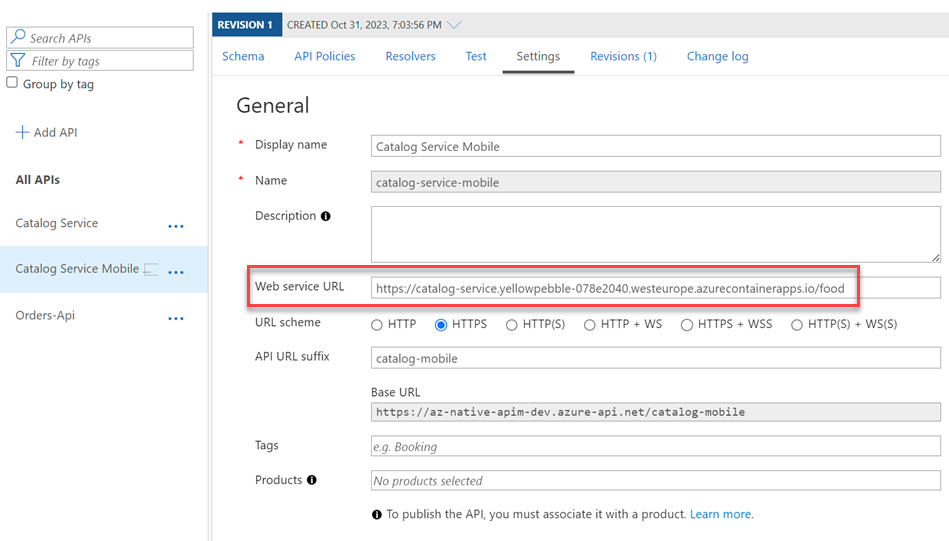 Search APIs
Filter by tags
Group by tag
Add API
All APIs
Catalog Service ...
Catalog Service Mobile ... ...
Orders-Api ...
REVISION 1 CREATED Oct 31, 2023, 7:03:56 PM
Schema API Policies Resolvers Test Settings Revisions (1) Change log
General
* Display name Catalog Service Mobile
* Name catalog-service-mobile
Description
Web service URL https://catalog-service.yellowpebble-078e2040.westeurope.azurecontainerapps.io/food
URL scheme HTTP HTTPS HTTP(S) HTTP + WS HTTPS + WSS HTTP(S) + WS(S)
API URL suffix catalog-mobile
Base URL
https://az-native-apim-dev.azure-api.net/catalog-mobile
Tags e.g. Booking
Products No products selected
To publish the API, you must associate it with a product. Learn more.